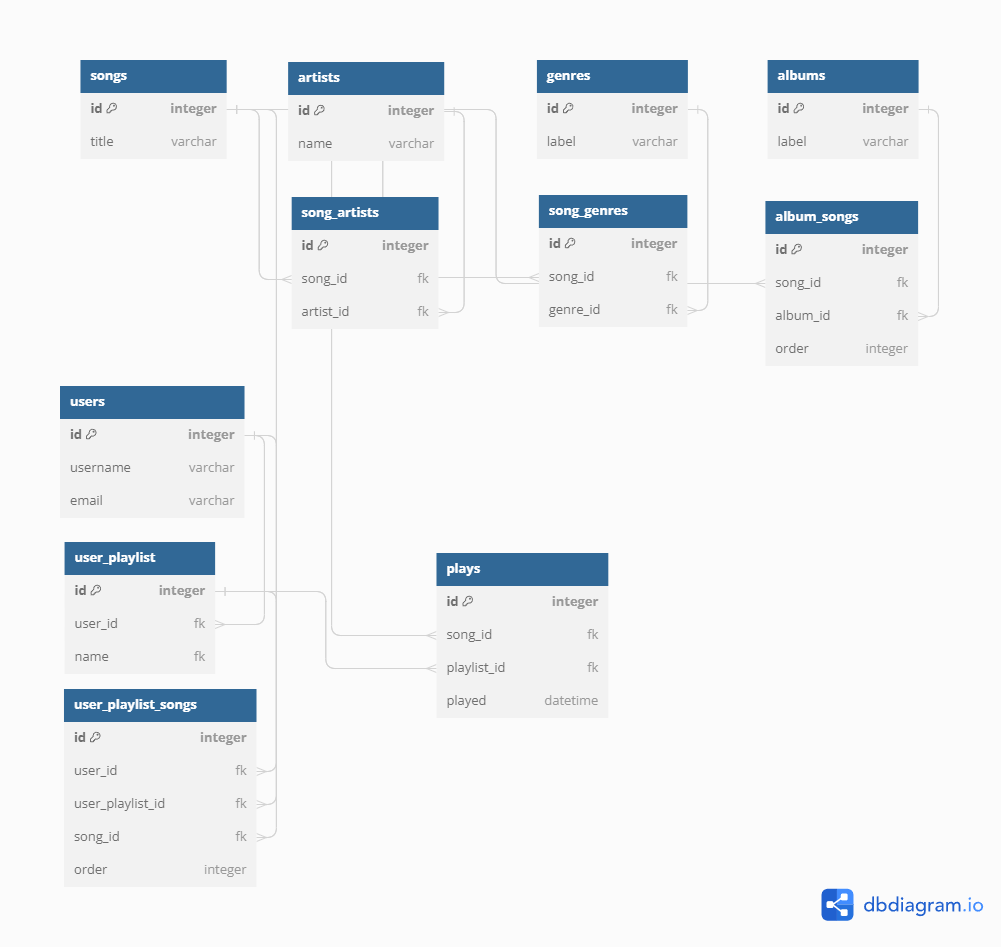 songs
id integer
title varchar
artists
id integer
name varchar
genres
id integer
label varchar
albums
id integer
label varchar
song_artists
id integer
song_id fk
artist_id fk
song_genres
id integer
song_id fk
genre_id fk
album_songs
id integer
song_id fk
album_id fk
order integer
users
id integer
username varchar
email varchar
user_playlist
id integer
user_id fk
name fk
plays
id integer
song_id fk
playlist_id fk
played datetime
user_playlist_songs
id integer
user_id fk
user_playlist_id fk
song_id fk
order integer
dbdiagram.io